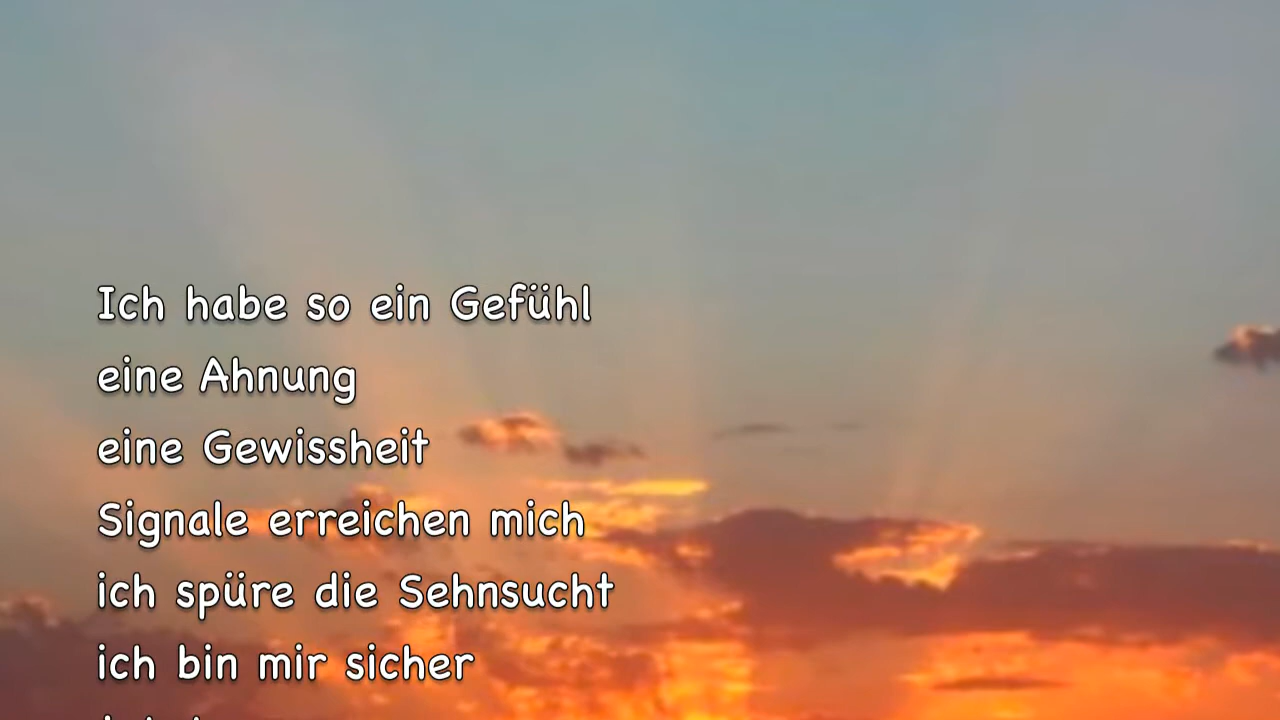 Ich habe so ein Gefühl
eine Ahnung
eine Gewissheit
Signale erreichen mich
ich spüre die Sehnsucht
ich bin mir sicher